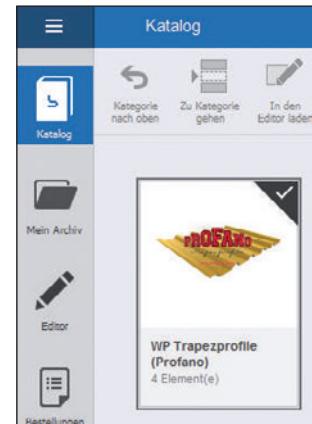 Katalog
Kategorie
nach oben
Zu Kategorie
gehen
In den
Editor laden
Katalog
Mein Archiv
Editor
Bestellungen
PROFANO
WP Trapezprofile
(Profano)
4 Element(e)